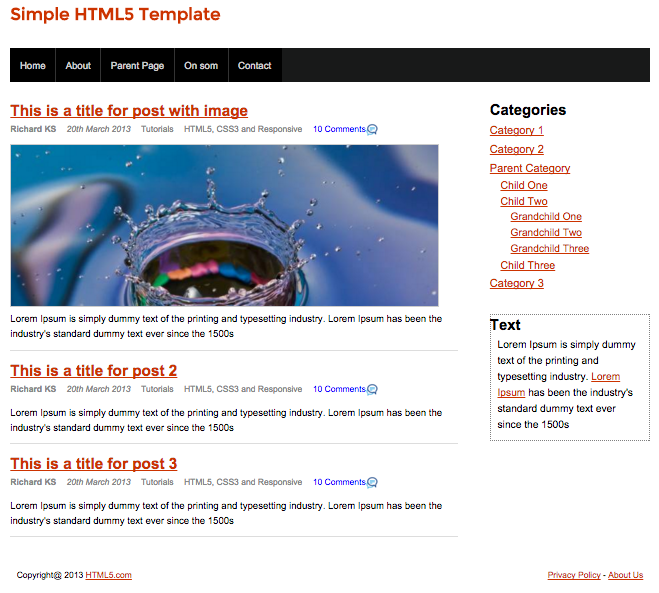 Simple HTML5 Template
Home About Parent Page On som Contact
This is a title for post with image
Richard KS 20th March 2013 Tutorials HTML5, CSS3 and Responsive 10 Comments
Lorem Ipsum is simply dummy text of the printing and typesetting industry. Lorem Ipsum has been the
industry's standard dummy text ever since the 1500s
This is a title for post 2
Richard KS 20th March 2013 Tutorials HTML5, CSS3 and Responsive 10 Comments
Lorem Ipsum is simply dummy text of the printing and typesetting industry. Lorem Ipsum has been the
industry's standard dummy text ever since the 1500s
This is a title for post 3
Richard KS 20th March 2013 Tutorials HTML5, CSS3 and Responsive 10 Comments
Lorem Ipsum is simply dummy text of the printing and typesetting industry. Lorem Ipsum has been the
industry's standard dummy text ever since the 1500s
Categories
Category 1
Category 2
Parent Category
Child One
Child Two
Grandchild One
Grandchild Two
Grandchild Three
Child Three
Category 3
Text
Lorem Ipsum is simply dummy
text of the printing and
typesetting industry. Lorem
Ipsum has been the industry's
standard dummy text ever
since the 1500s
Copyright@ 2013 HTML5.com
Privacy Policy - About Us